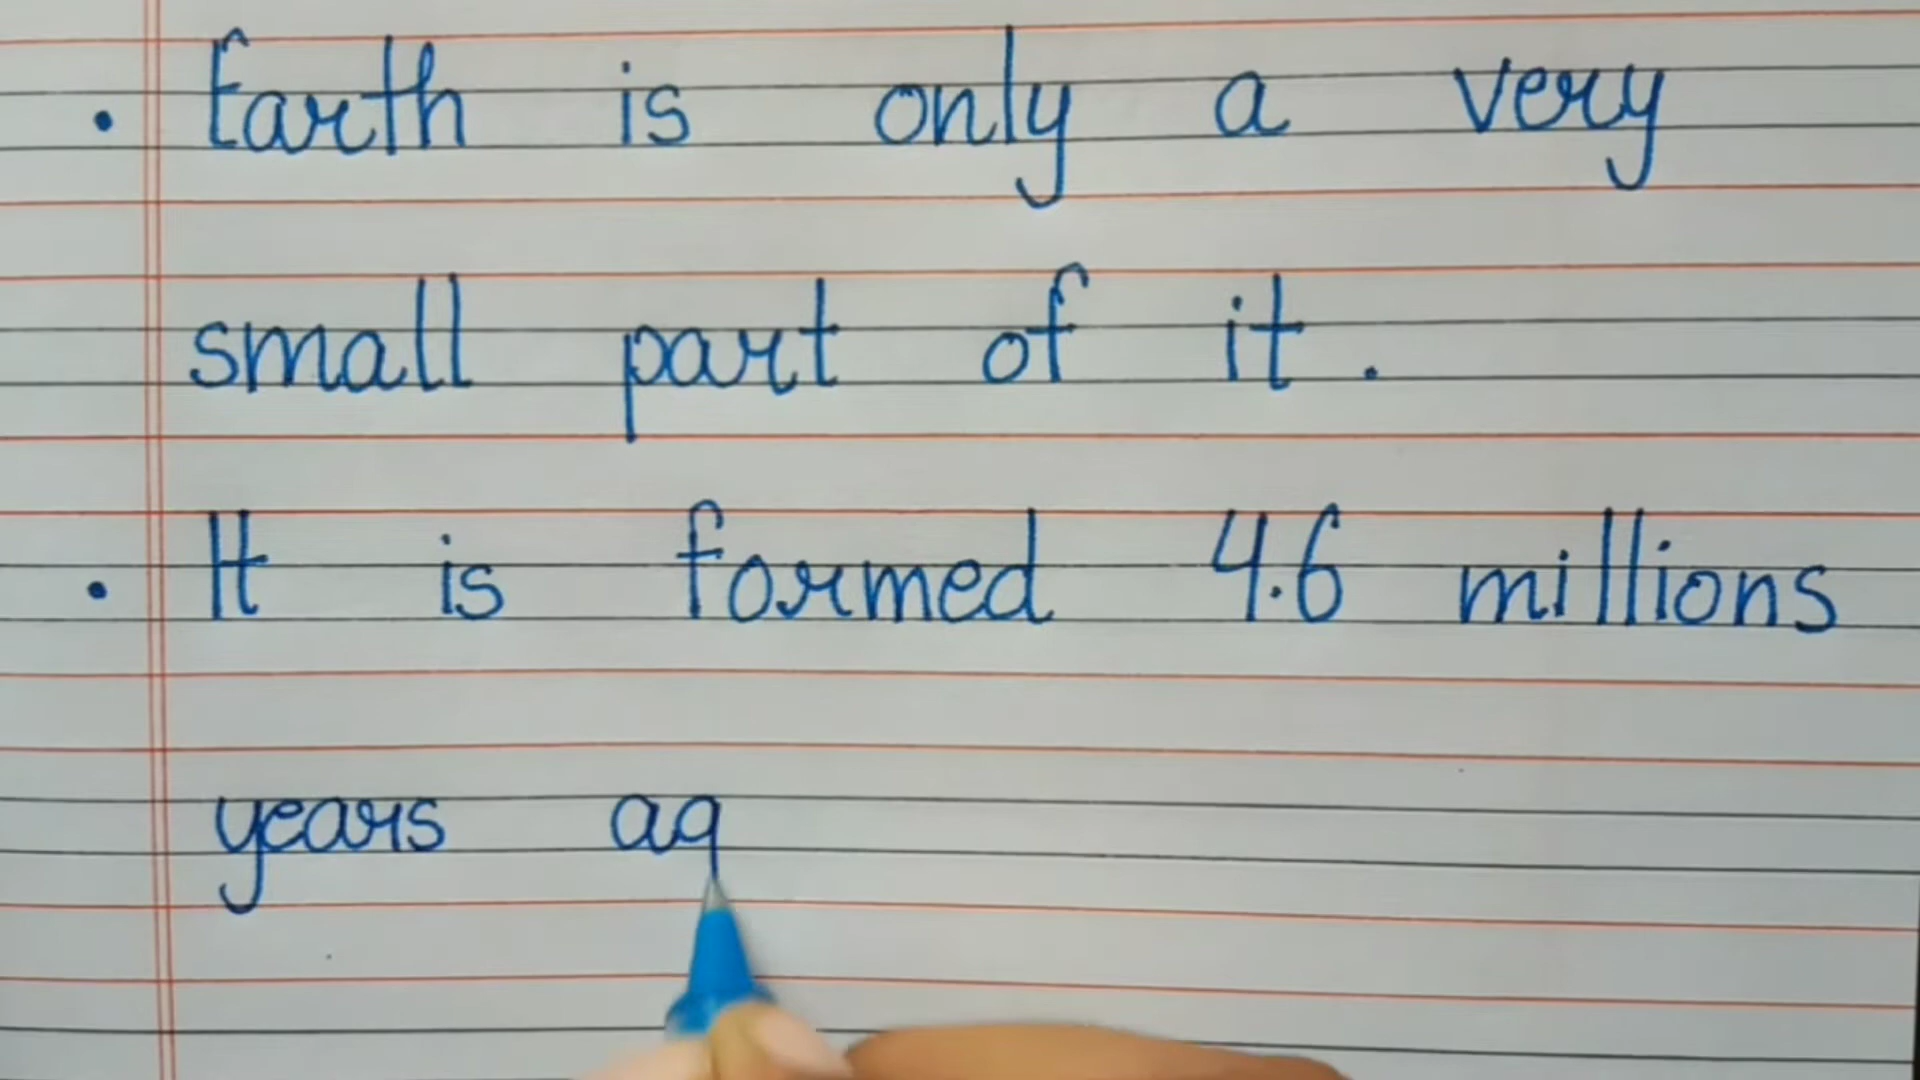 • Earth is only a very
small part of it.
• It is formed 4.6 millions
years ag